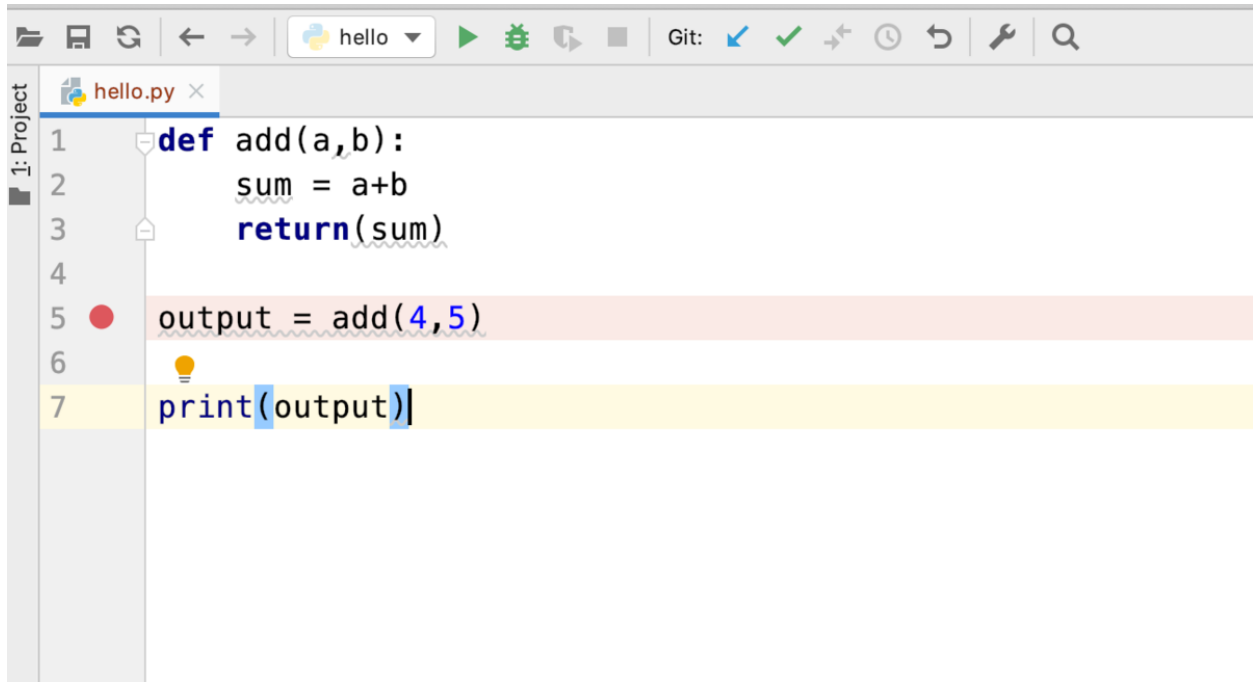 hello Git:
hello.py
1: Project
1 def add(a,b):
2     sum = a+b
3     return(sum)
4
5 output = add(4,5)
6
7 print(output)